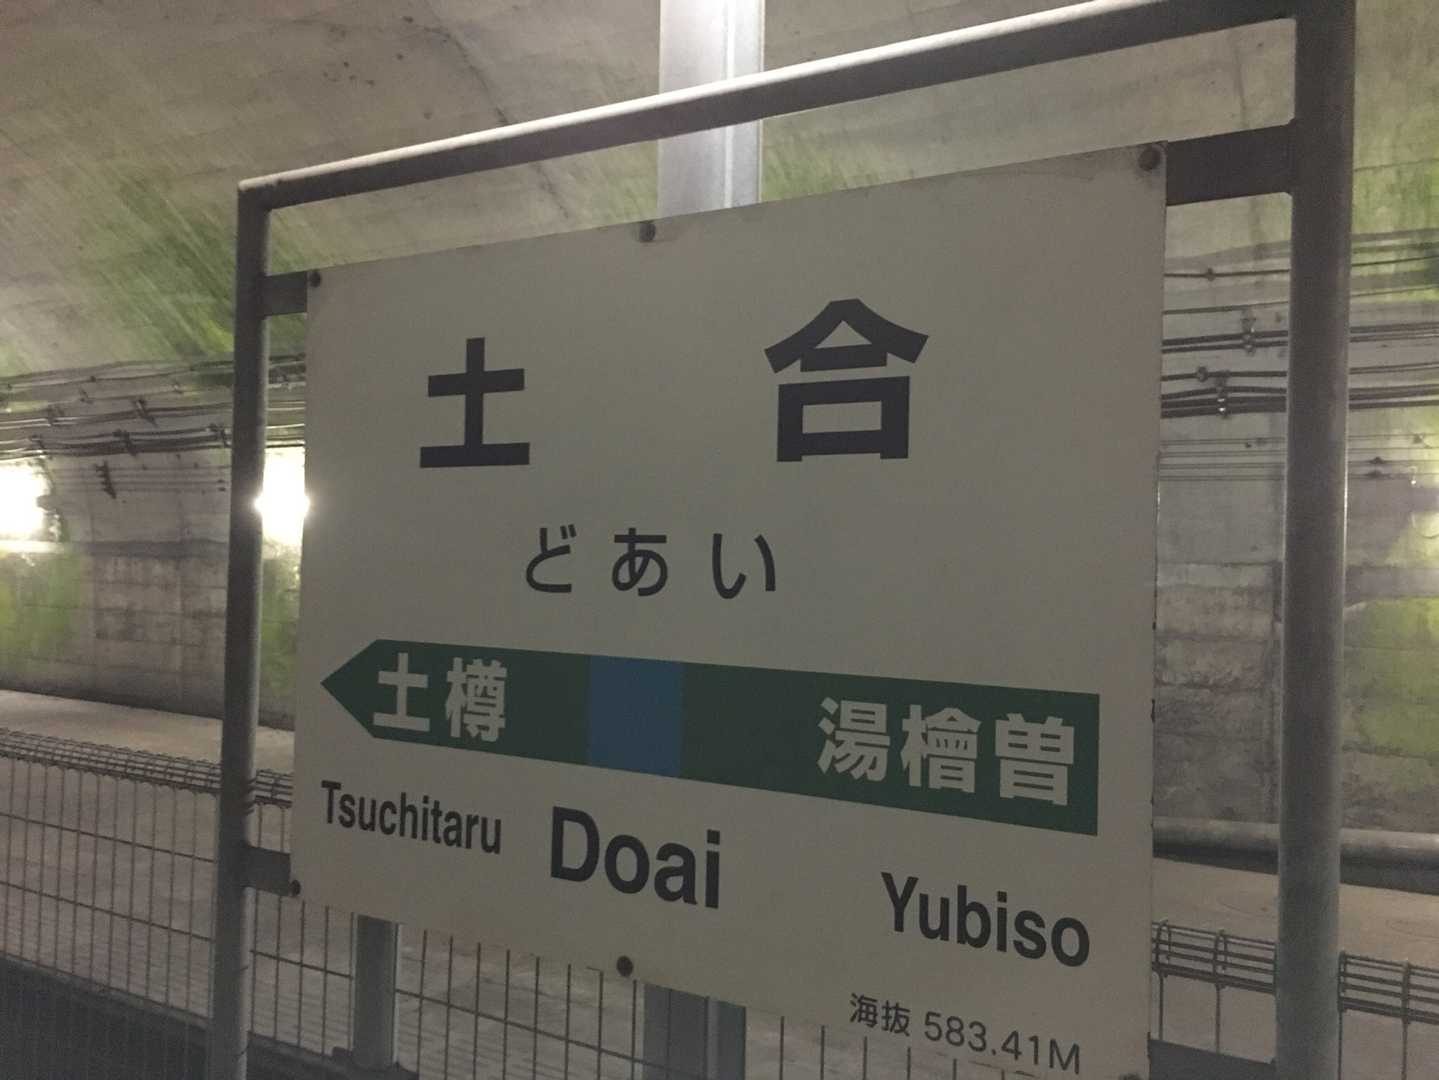 土合
どあい
土樽 湯檜曽
Tsuchitaru Doai Yubiso
海抜 583.41M